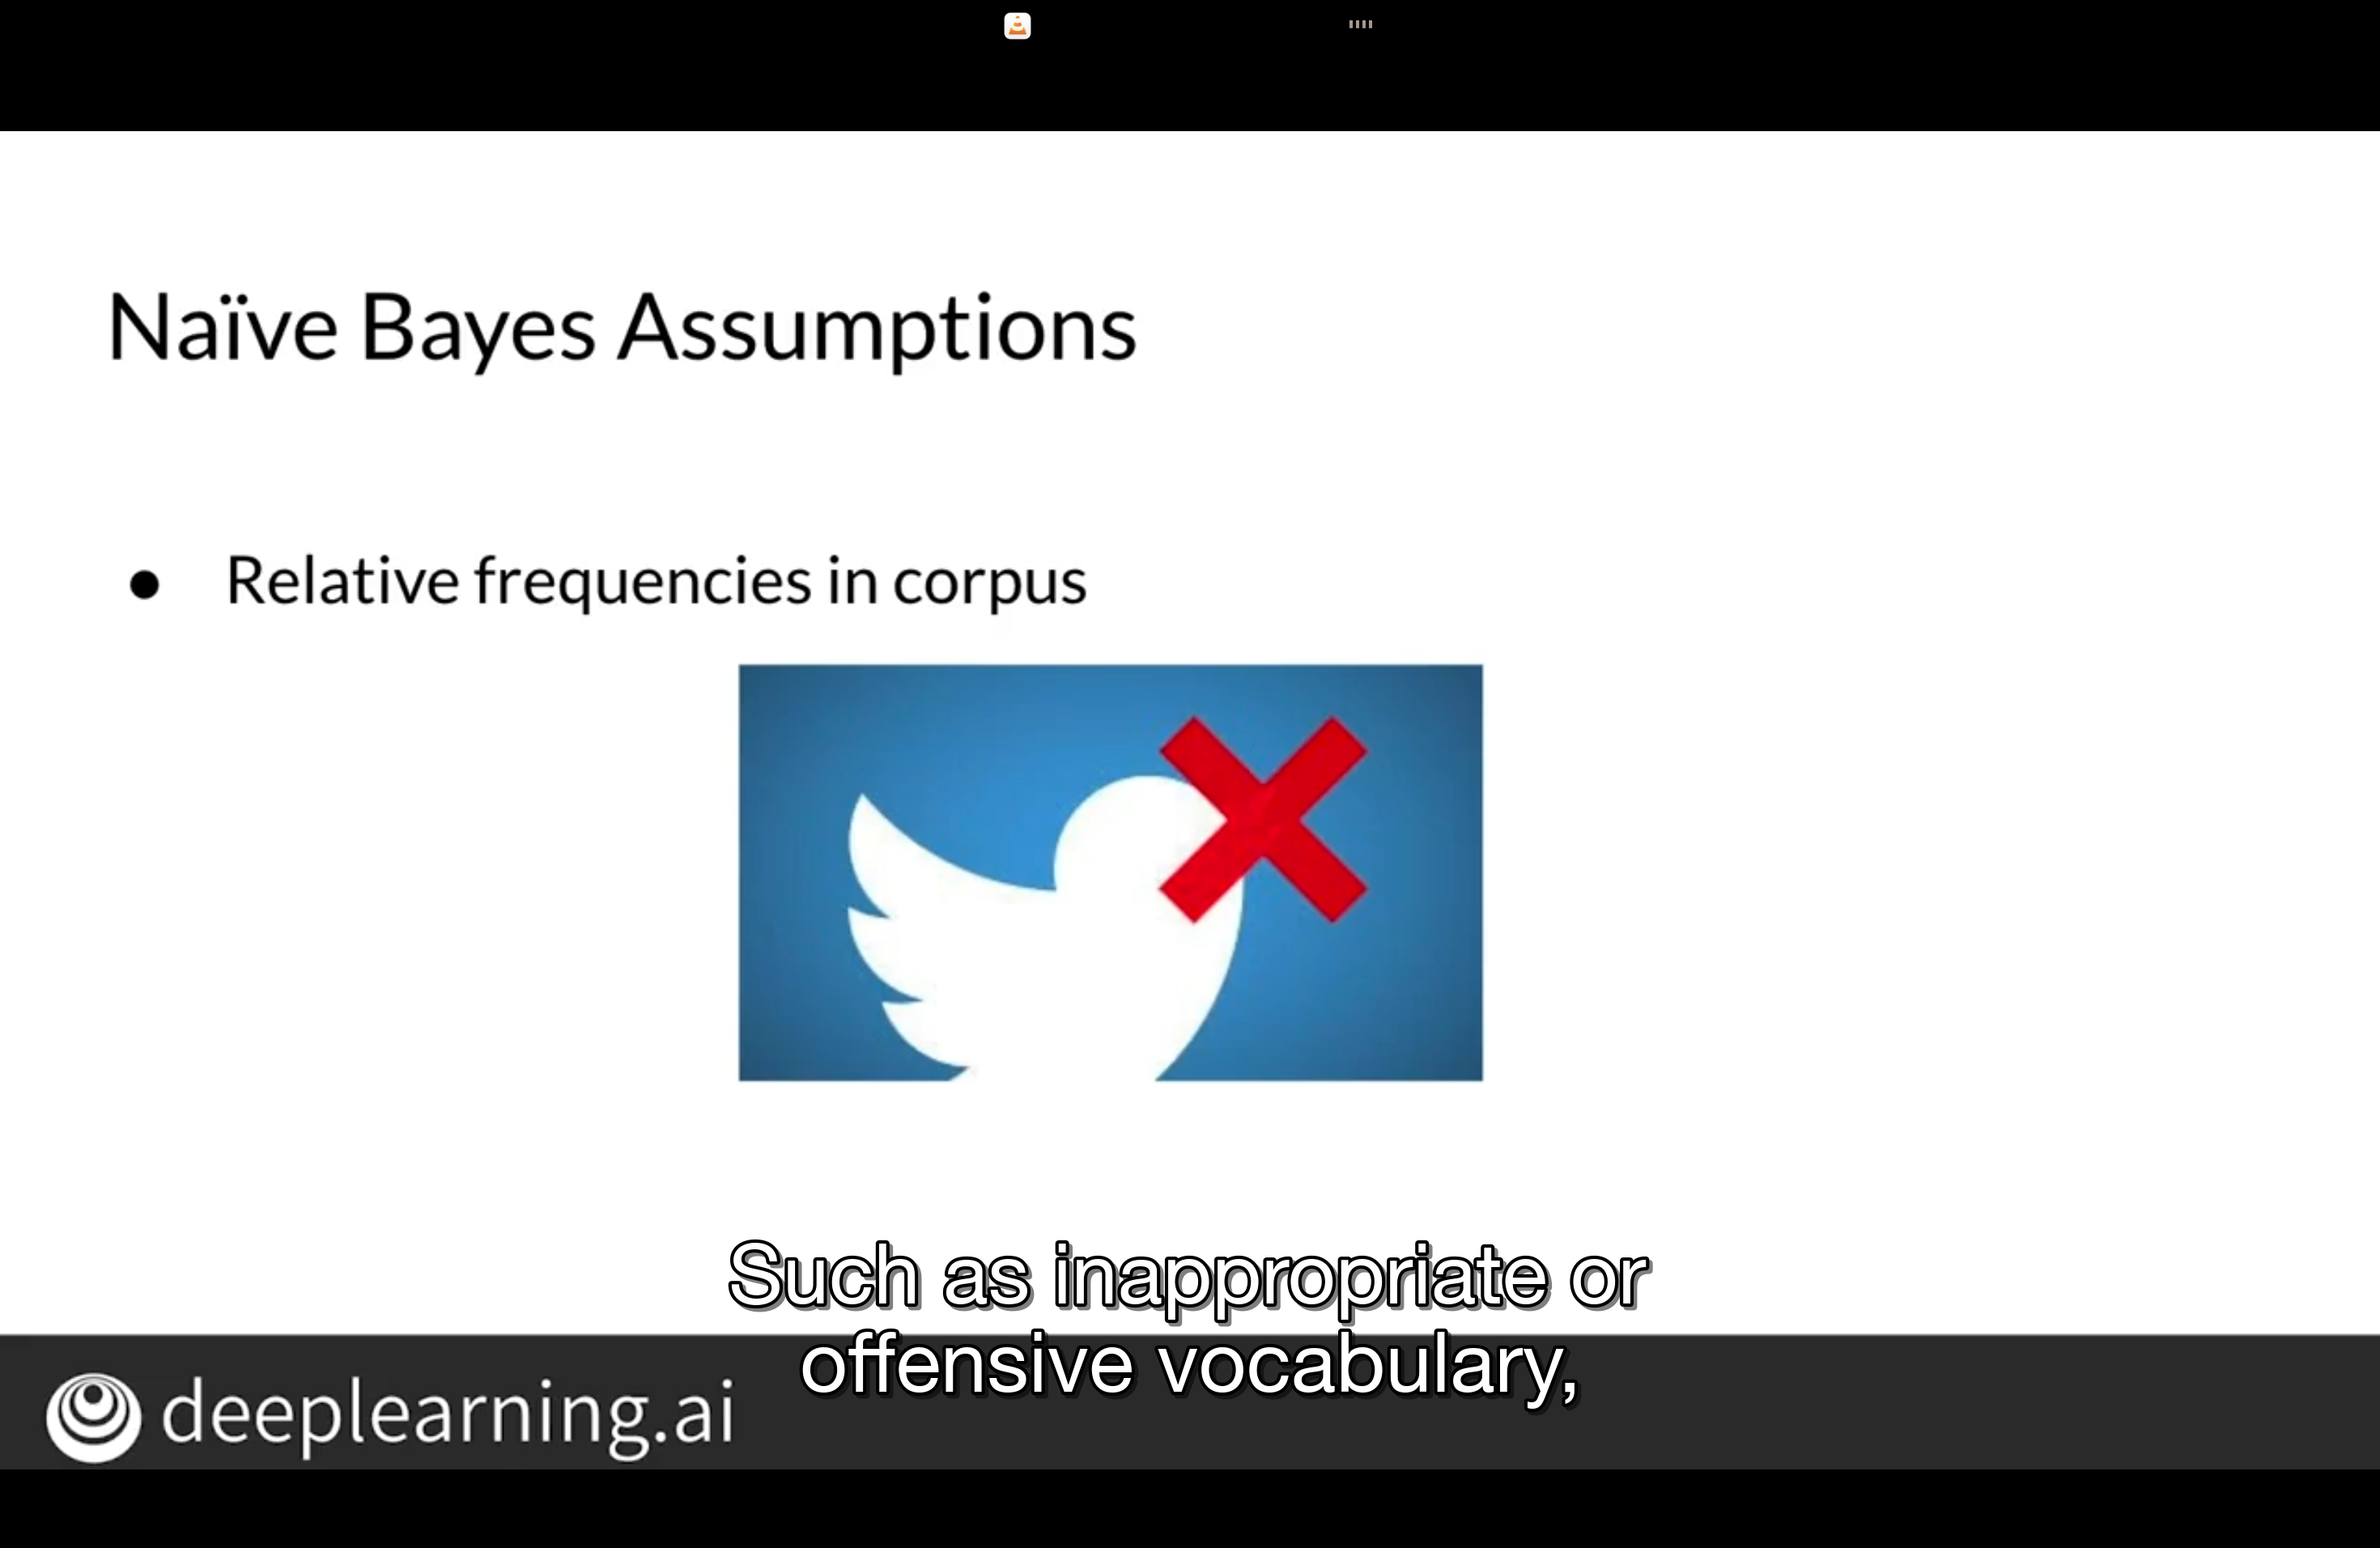 Naïve Bayes Assumptions
● Relative frequencies in corpus
Such as inappropriate or
offensive vocabulary,
deeplearning.ai